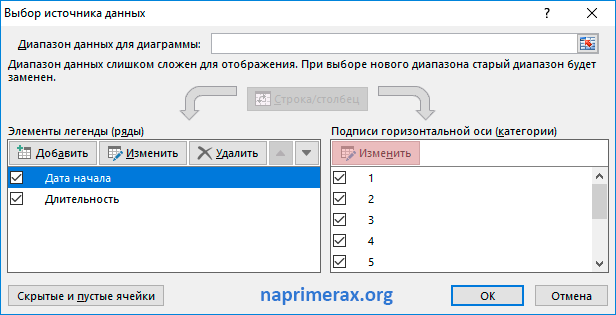 Выбор источника данных
? ×
Диапазон данных для диаграммы:
Диапазон данных слишком сложен для отображения. При выборе нового диапазона старый диапазон будет
заменен.
Строка/столбец
Элементы легенды (ряды)
Подписи горизонтальной оси (категории)
Добавить Изменить Удалить
Изменить
Дата начала
Длительность
1
2
3
4
5
Скрытые и пустые ячейки
naprimerax.org
ОК
Отмена